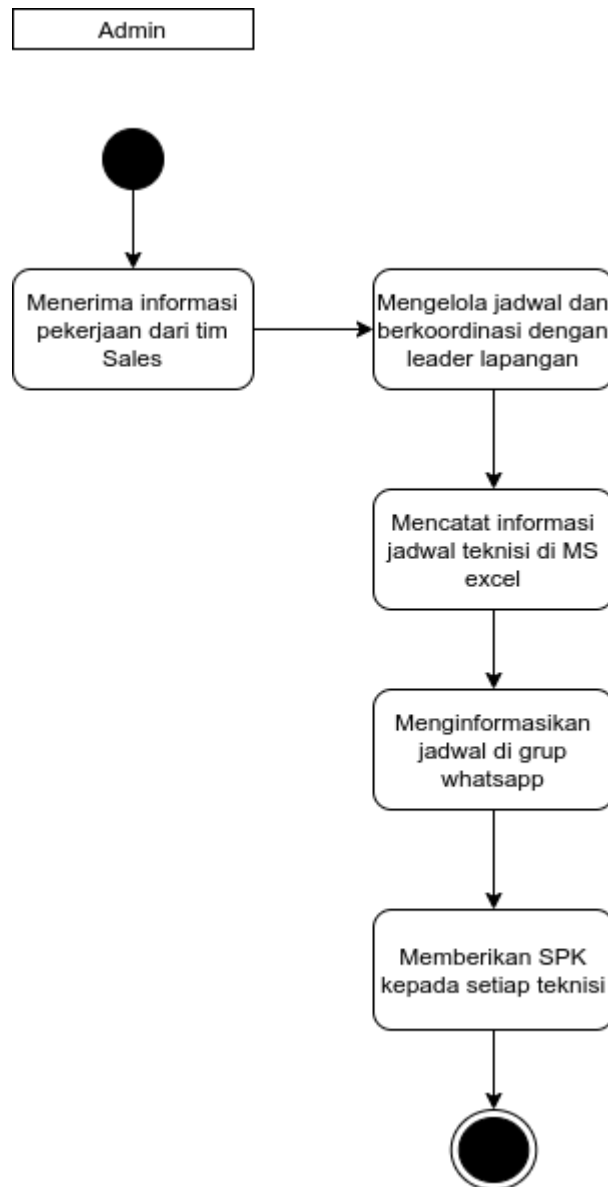 Admin
Menerima informasi
pekerjaan dari tim
Sales
Mengelola jadwal dan
berkoordinasi dengan
leader lapangan
Mencatat informasi
jadwal teknisi di MS
excel
Menginformasikan
jadwal di grup
whatsapp
Memberikan SPK
kepada setiap teknisi